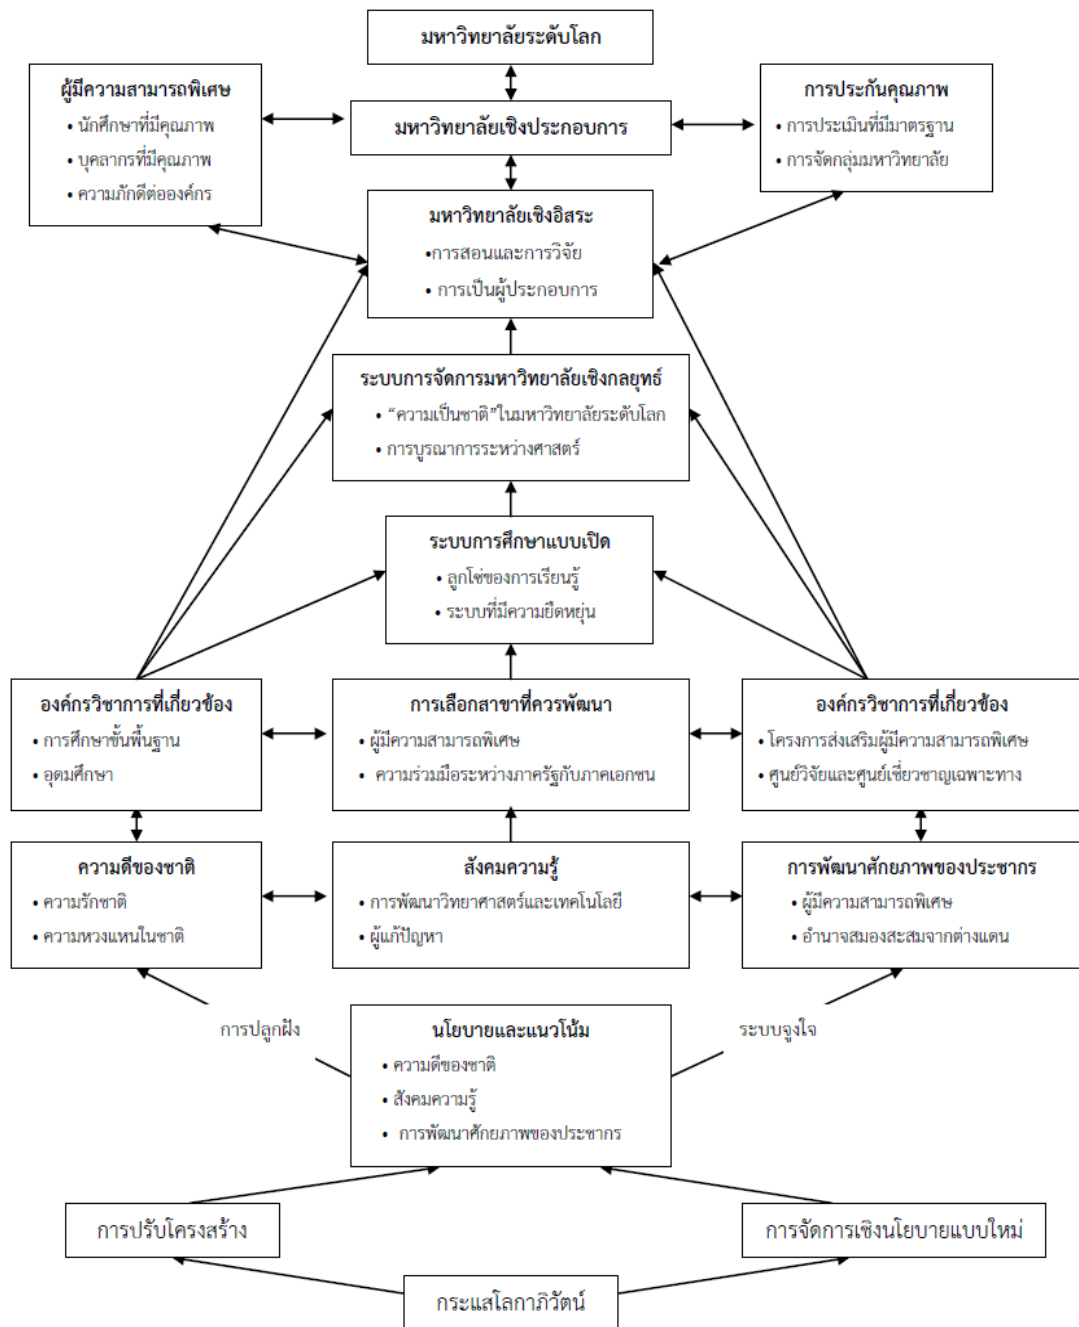 มหาวิทยาลัยระดับโลก
ผู้มีความสามารถพิเศษ
• นักศึกษาที่มีคุณภาพ
• บุคลากรที่มีคุณภาพ
• ความภักดีต่อองค์กร
มหาวิทยาลัยเชิงประกอบการ
การประกันคุณภาพ
• การประเมินที่มีมาตรฐาน
• การจัดกลุ่มมหาวิทยาลัย
มหาวิทยาลัยเชิงอิสระ
•การสอนและการวิจัย
• การเป็นผู้ประกอบการ
ระบบการจัดการมหาวิทยาลัยเชิงกลยุทธ์
• “ความเป็นชาติ”ในมหาวิทยาลัยระดับโลก
• การบูรณาการระหว่างศาสตร์
ระบบการศึกษาแบบเปิด
• ลูกโซ่ของการเรียนรู้
• ระบบที่มีความยืดหยุ่น
องค์กรวิชาการที่เกี่ยวข้อง
• การศึกษาขั้นพื้นฐาน
• อุดมศึกษา
การเลือกสาขาที่ควรพัฒนา
• ผู้มีความสามารถพิเศษ
• ความร่วมมือระหว่างภาครัฐกับภาคเอกชน
องค์กรวิชาการที่เกี่ยวข้อง
• โครงการส่งเสริมผู้มีความสามารถพิเศษ
• ศูนย์วิจัยและศูนย์เชี่ยวชาญเฉพาะทาง
ความดีของชาติ
• ความรักชาติ
• ความหวงแหนในชาติ
สังคมความรู้
• การพัฒนาวิทยาศาสตร์และเทคโนโลยี
• ผู้แก้ปัญหา
การพัฒนาศักยภาพของประชากร
• ผู้มีความสามารถพิเศษ
• อำนาจสมองสะสมจากต่างแดน
การปลูกฝัง
นโยบายและแนวโน้ม
• ความดีของชาติ
• สังคมความรู้
• การพัฒนาศักยภาพของประชากร
ระบบจูงใจ
การปรับโครงสร้าง
การจัดการเชิงนโยบายแบบใหม่
กระแสโลกาภิวัตน์